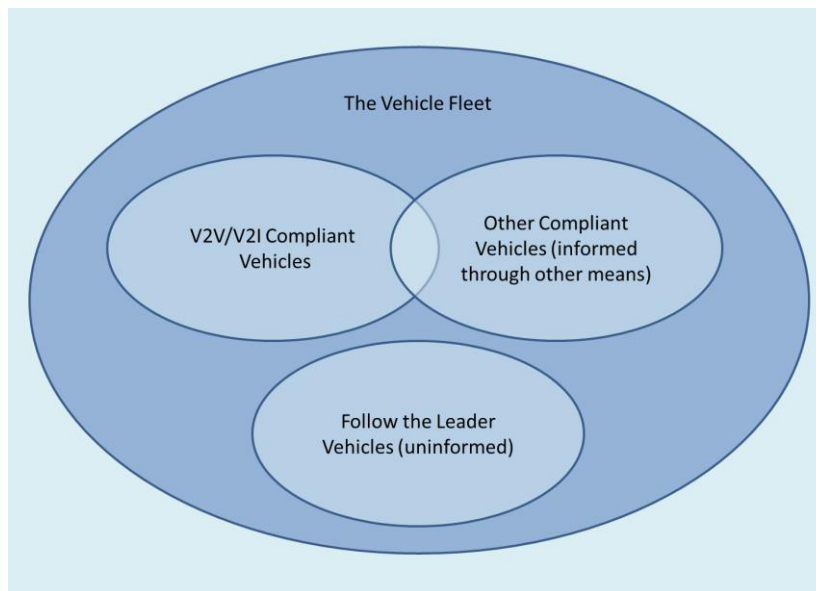 The Vehicle Fleet
V2V/V2I Compliant
Vehicles
Other Compliant
Vehicles (informed
through other means)
Follow the Leader
Vehicles (uninformed)